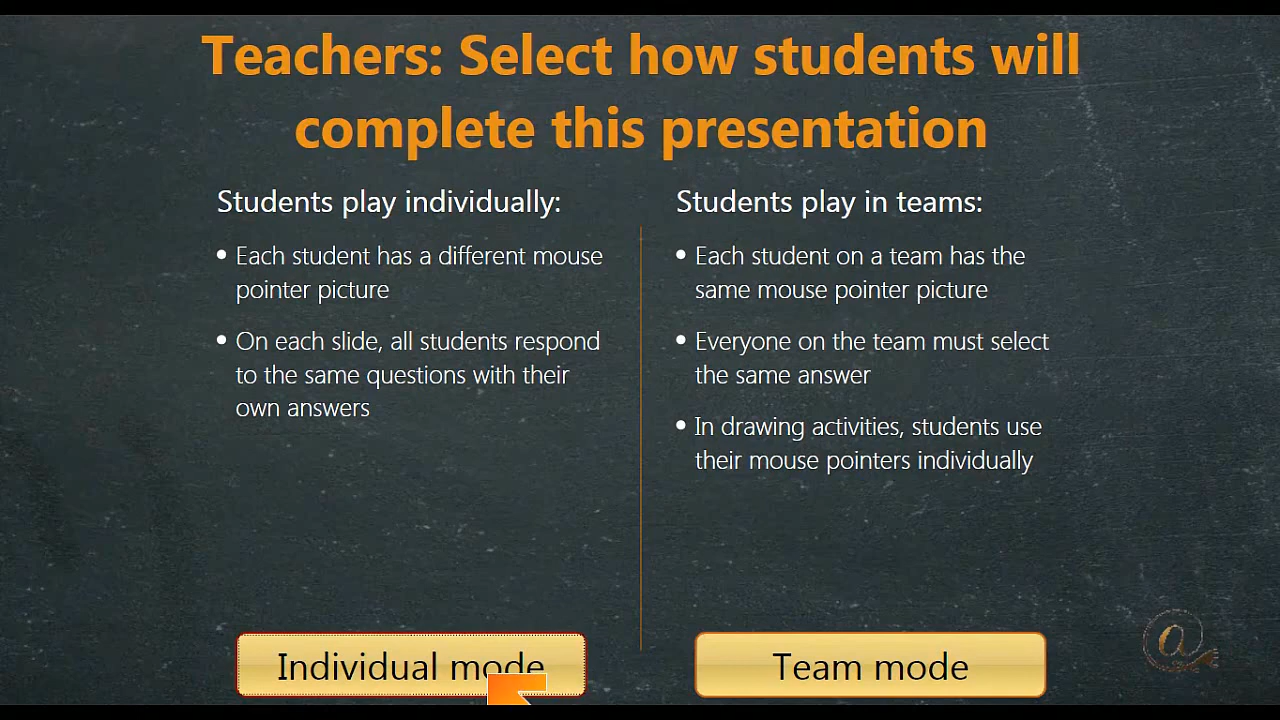 Teachers: Select how students will
complete this presentation
Students play individually:
• Each student has a different mouse
pointer picture
• On each slide, all students respond
to the same questions with their
own answers
Students play in teams:
• Each student on a team has the
same mouse pointer picture
• Everyone on the team must select
the same answer
• In drawing activities, students use
their mouse pointers individually
Individual mode
Team mode
@